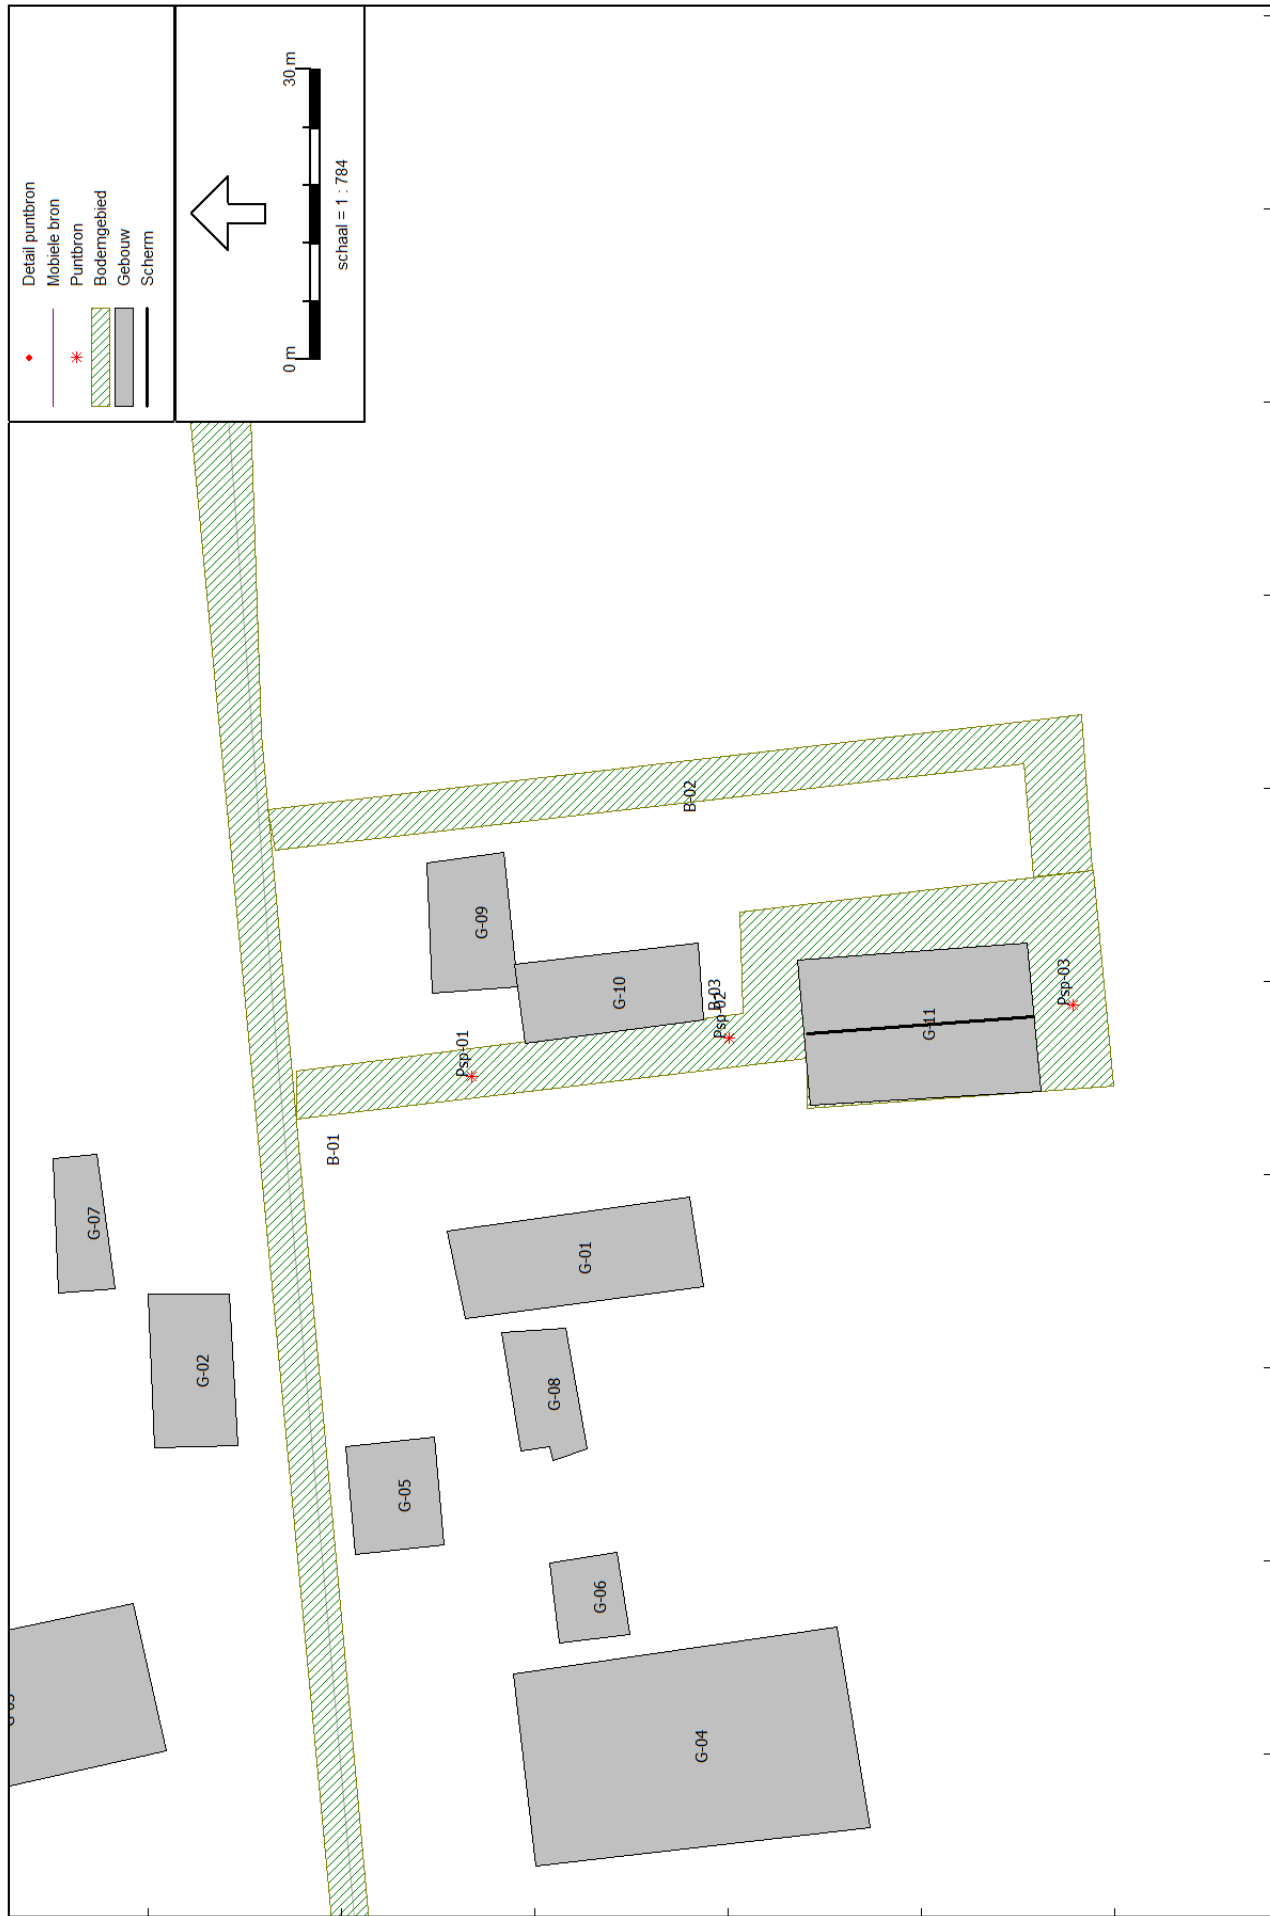 Detail puntbron
Mobiele bron
Puntbron
Bodemgebied
Gebouw
Scherm
0 m
30 m
schaal = 1 : 784
G-07
G-02
B-01
G-05
Psp-01
G-09
G-08
G-01
G-06
G-10
B-02
G-04
B-03
Psp-02
G-11
Psp-03